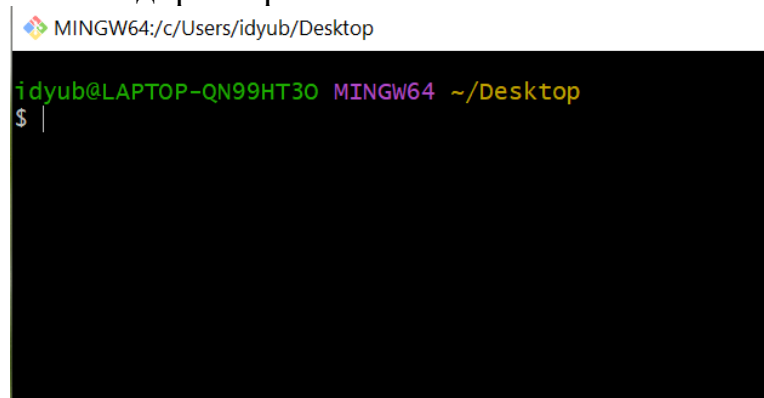 MINGW64:/c/Users/idyub/Desktop
idyub@LAPTOP-QN99HT3O MINGW64 ~/Desktop
$